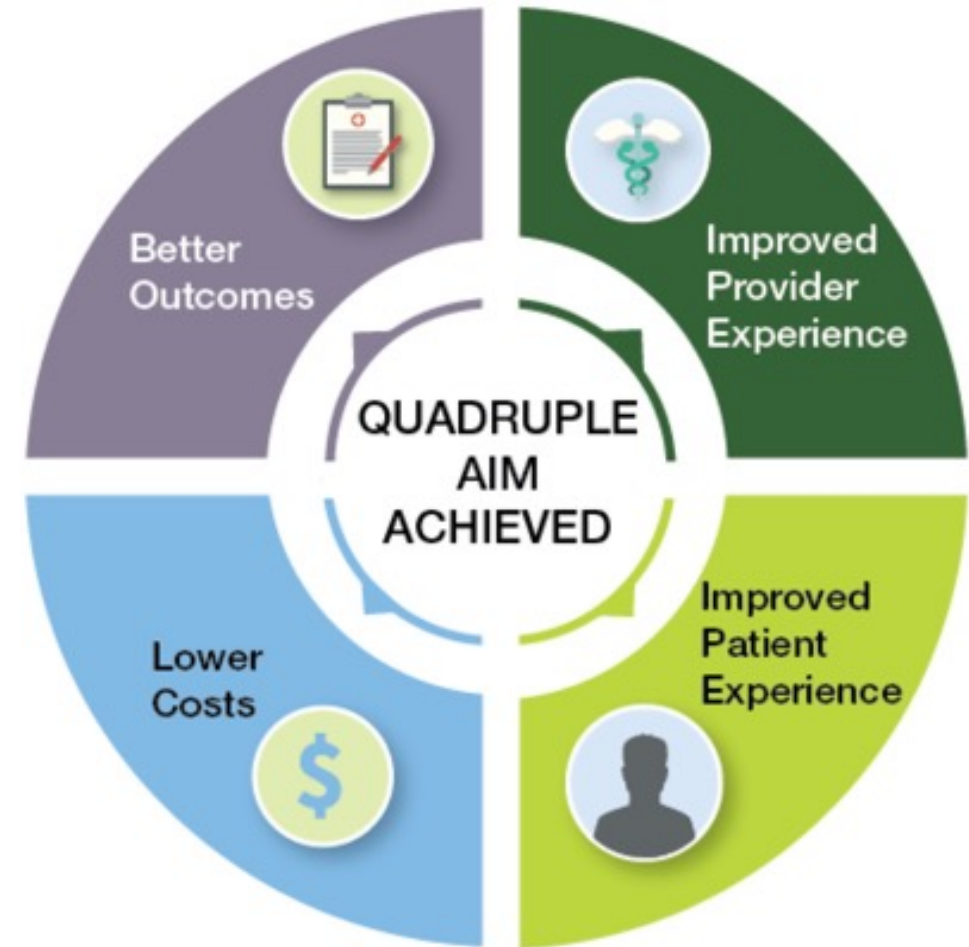 Better
Outcomes
Improved
Provider
Experience
QUADRUPLE
AIM
ACHIEVED
Lower
Costs
$
Improved
Patient
Experience